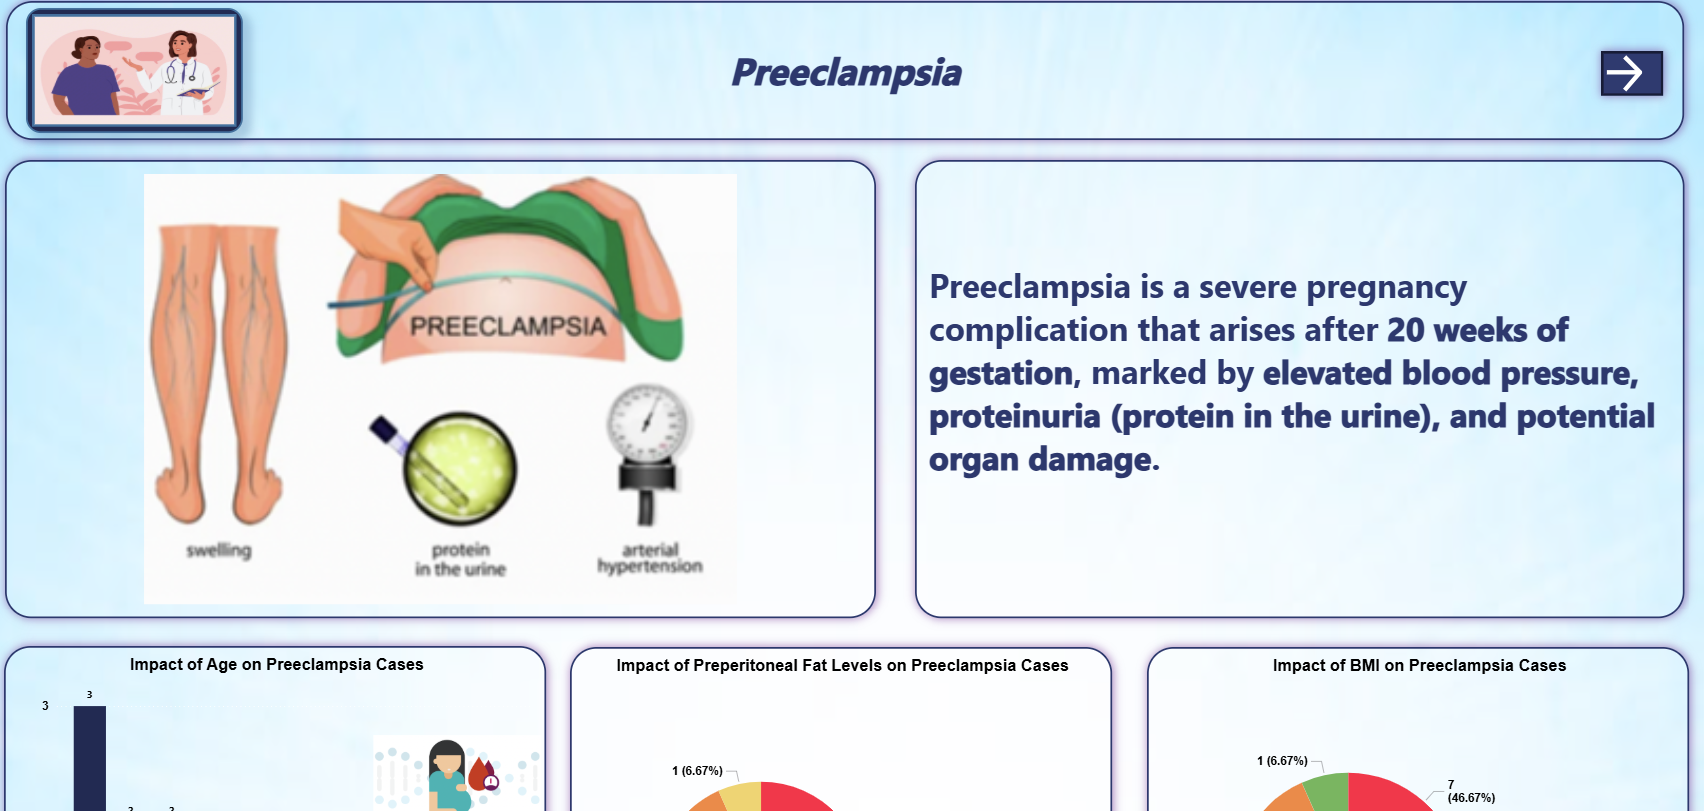 Preeclampsia
PREECLAMPSIA
swelling
protein
in the urine
arterial
hypertension
Preeclampsia is a severe pregnancy
complication that arises after 20 weeks of
gestation, marked by elevated blood pressure,
proteinuria (protein in the urine), and potential
organ damage.
Impact of Age on Preeclampsia Cases
3
3
Impact of Preperitoneal Fat Levels on Preeclampsia Cases
1 (6.67%)
Impact of BMI on Preeclampsia Cases
1 (6.67%)
7
(46.67%)